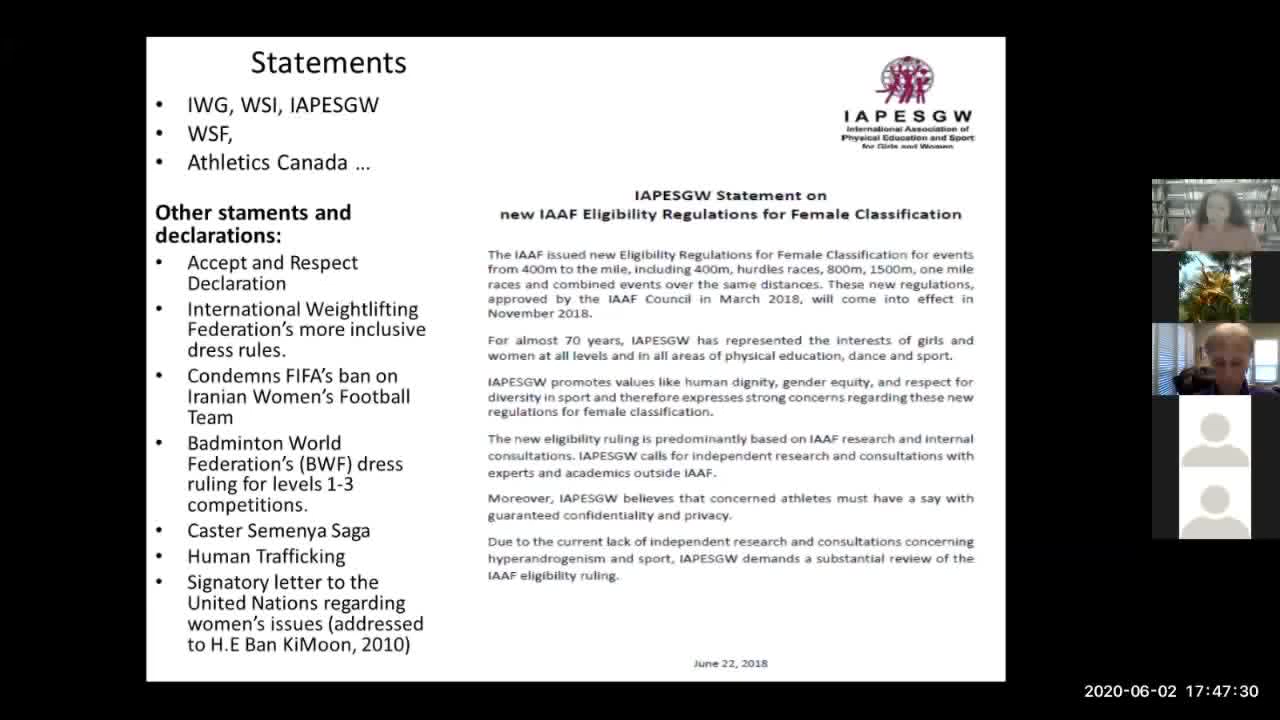 Statements
• IWG, WSI, IAPESGW
• WSF,
• Athletics Canada ...
Other staments and
declarations:
• Accept and Respect
Declaration
• International Weightlifting
Federation's more inclusive
dress rules.
• Condemns FIFA's ban on
Iranian Women's Football
Team
• Badminton World
Federation's (BWF) dress
ruling for levels 1-3
competitions.
• Caster Semenya Saga
• Human Trafficking
• Signatory letter to the
United Nations regarding
women's issues (addressed
to H.E Ban KiMoon, 2010)
IAPESGW
International Association of
Physical Education and Sport
for Girls and Women
IAPESGW Statement on
new IAAF Eligibility Regulations for Female Classification
The IAAF issued new Eligibility Regulations for Female Classification for events
from 400m to the mile, including 400m, hurdles races, 800m, 1500m, one mile
races and combined events over the same distances. These new regulations,
approved by the IAAF Council in March 2018, will come into effect in
November 2018.
For almost 70 years, IAPESGW has represented the interests of girls and
women at all levels and in all areas of physical education, dance and sport.
IAPESGW promotes values like human dignity, gender equity, and respect for
diversity in sport and therefore expresses strong concerns regarding these new
regulations for female classification.
The new eligibility ruling is predominantly based on IAAF research and internal
consultations. IAPESGW calls for independent research and consultations with
experts and academics outside IAAF.
Moreover, IAPESGW believes that concerned athletes must have a say with
guaranteed confidentiality and privacy.
Due to the current lack of independent research and consultations concerning
hyperandrogenism and sport, IAPESGW demands a substantial review of the
IAAF eligibility ruling.
June 22, 2018
2020-06-02 17:47:30